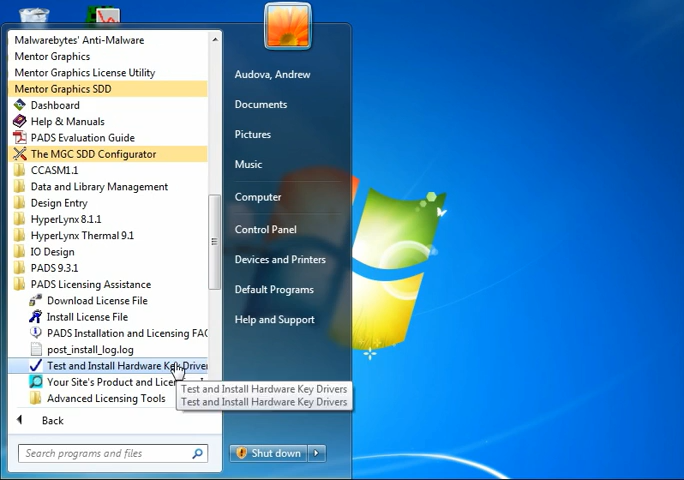 Malwarebytes' Anti-Malware
Mentor Graphics
Mentor Graphics License Utility
Mentor Graphics SDD
Dashboard
Help & Manuals
PADS Evaluation Guide
The MGC SDD Configurator
CCASM1.1
Data and Library Management
Design Entry
HyperLynx 8.1.1
HyperLynx Thermal 9.1
IO Design
PADS 9.3.1
PADS Licensing Assistance
Download License File
Install License File
PADS Installation and Licensing FAQ
post_install_log.log
Test and Install Hardware Key Driver
Your Site's Product and Lice
Advanced Licensing Tools
Back
Search programs and files
Audova, Andrew
Documents
Pictures
Music
Computer
Control Panel
Devices and Printers
Default Programs
Help and Support
Test and Install Hardware Key Drivers
Test and Install Hardware Key Drivers
Shut down